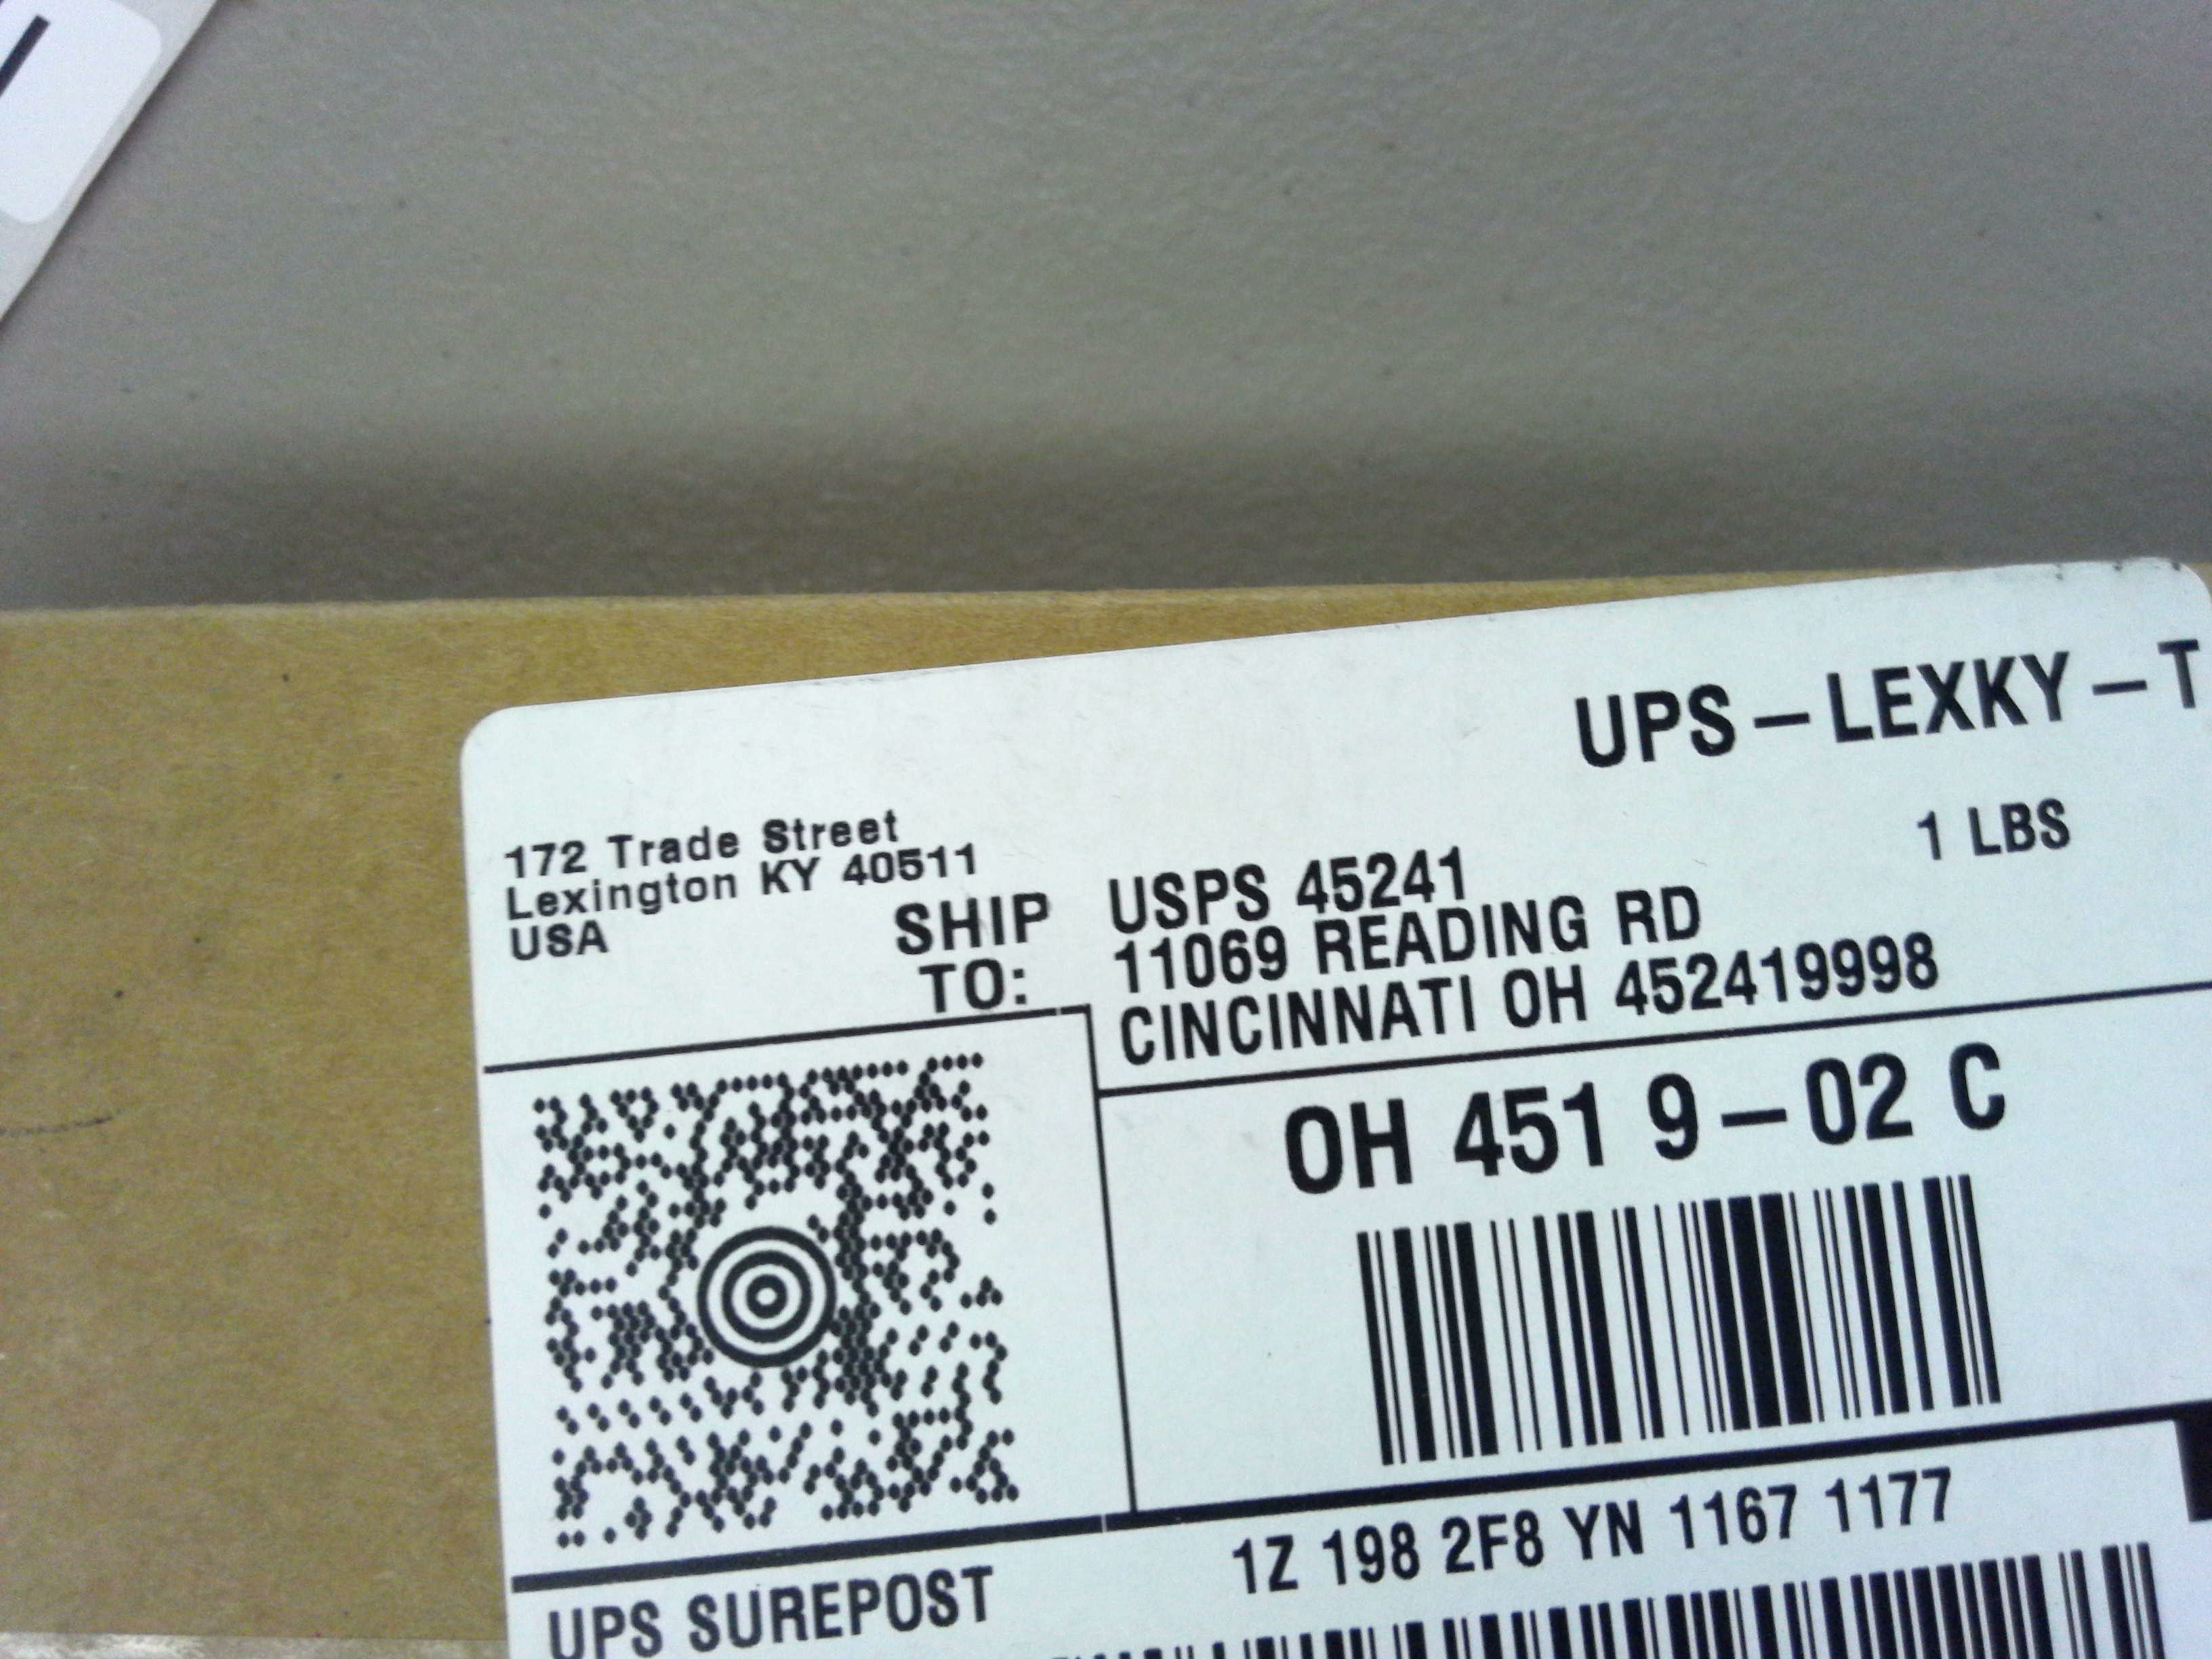 UPS – LEXKY – T
1 LBS
172 Trade Street
Lexington KY 40511
USA
SHIP
TO:
USPS 45241
11069 READING RD
CINCINNATI OH 452419998
OH 451 9 – 02 C
UPS SUREPOST
1Z 198 2F8 YN 1167 1177